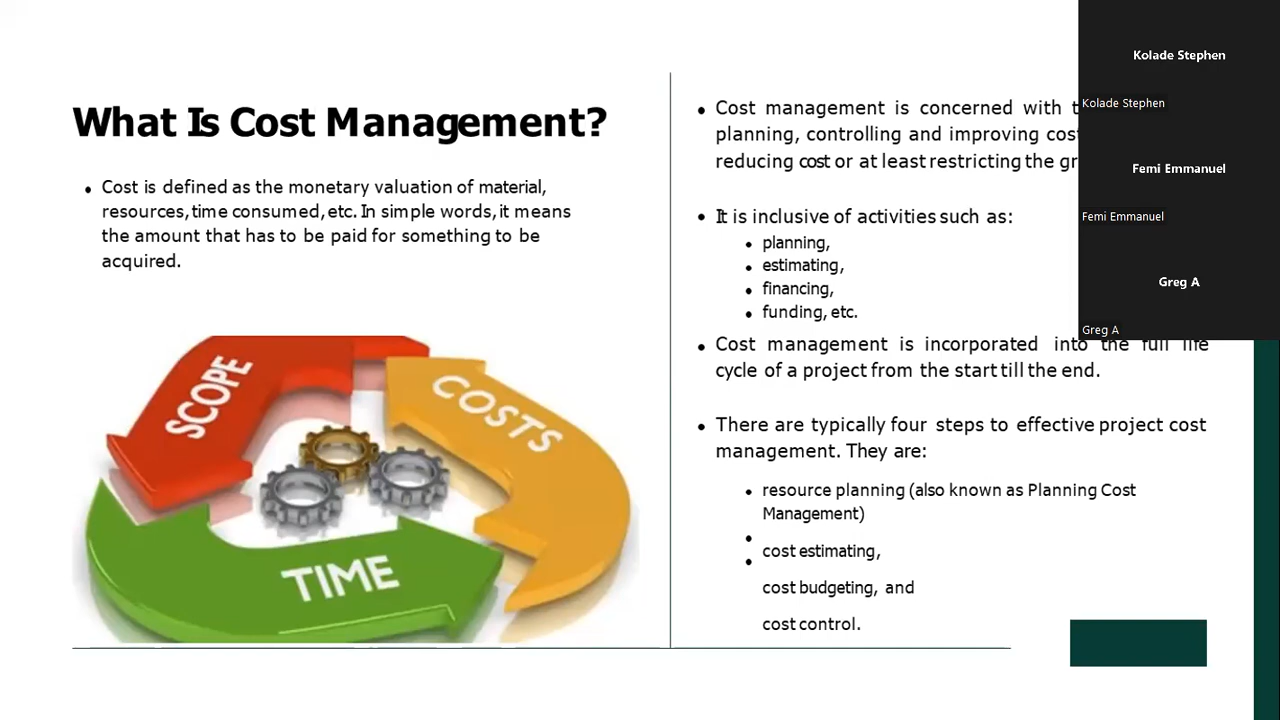 What Is Cost Management?
• Cost is defined as the monetary valuation of material,
resources, time consumed, etc. In simple words, it means
the amount that has to be paid for something to be
acquired.
SCOPE
COSTS
TIME
• Cost management is concerned with
planning, controlling and improving
reducing cost or at least restricting the
• It is inclusive of activities such as:
• planning,
• estimating,
• financing,
• funding, etc.
• Cost management is incorporated into the full life
cycle of a project from the start till the end.
• There are typically four steps to effective project cost
management. They are:
• resource planning (also known as Planning Cost
Management)
•
cost estimating,
•
cost budgeting, and
cost control.
Kolade Stephen
Kolade Stephen
Femi Emmanuel
Femi Emmanuel
Greg A
Greg A